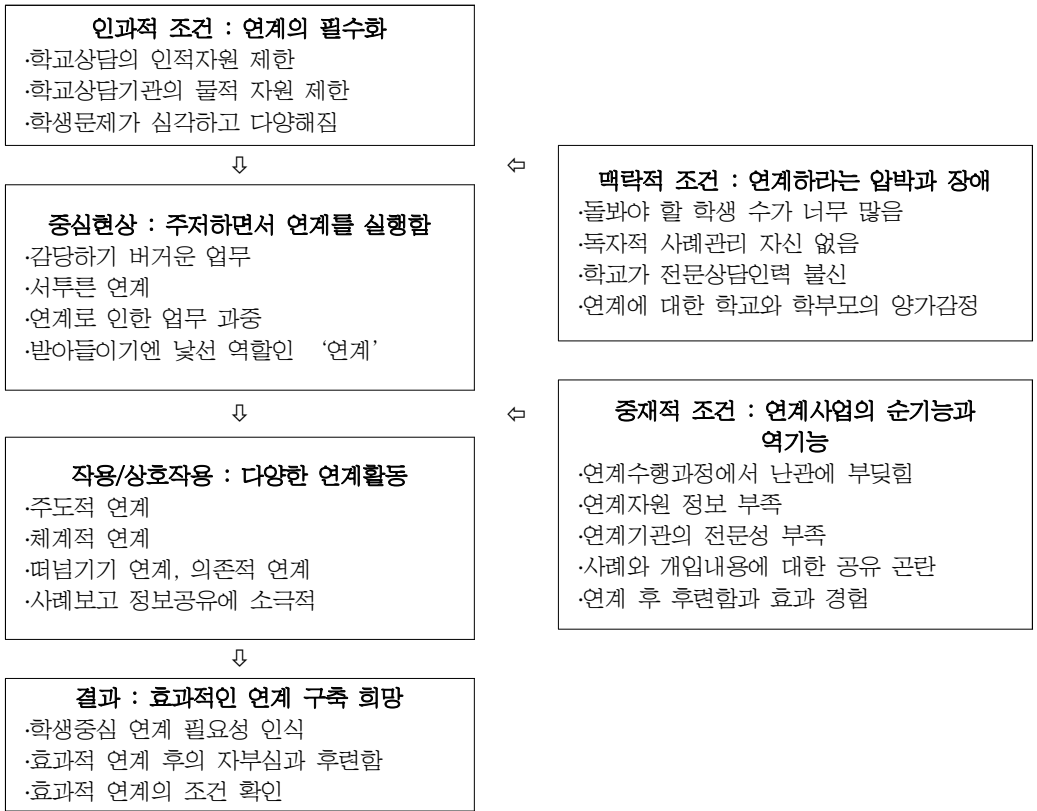 인과적 조건 : 연계의 필수화
·학교상담의 인적자원 제한
·학교상담기관의 물적 자원 제한
·학생문제가 심각하고 다양해짐
⇩
⇦
맥락적 조건 : 연계하라는 압박과 장애
·돌봐야 할 학생 수가 너무 많음
·독자적 사례관리 자신 없음
·학교가 전문상담인력 불신
·연계에 대한 학교와 학부모의 양가감정
중심현상 : 주저하면서 연계를 실행함
·감당하기 버거운 업무
·서투른 연계
·연계로 인한 업무 과중
·받아들이기엔 낯선 역할인 ‘연계’
⇩
⇦
중재적 조건 : 연계사업의 순기능과
역기능
·연계수행과정에서 난관에 부딪힘
·연계자원 정보 부족
·연계기관의 전문성 부족
·사례와 개입내용에 대한 공유 곤란
·연계 후 후련함과 효과 경험
작용/상호작용 : 다양한 연계활동
·주도적 연계
·체계적 연계
·떠넘기기 연계, 의존적 연계
·사례보고 정보공유에 소극적
⇩
결과 : 효과적인 연계 구축 희망
·학생중심 연계 필요성 인식
·효과적 연계 후의 자부심과 후련함
·효과적 연계의 조건 확인